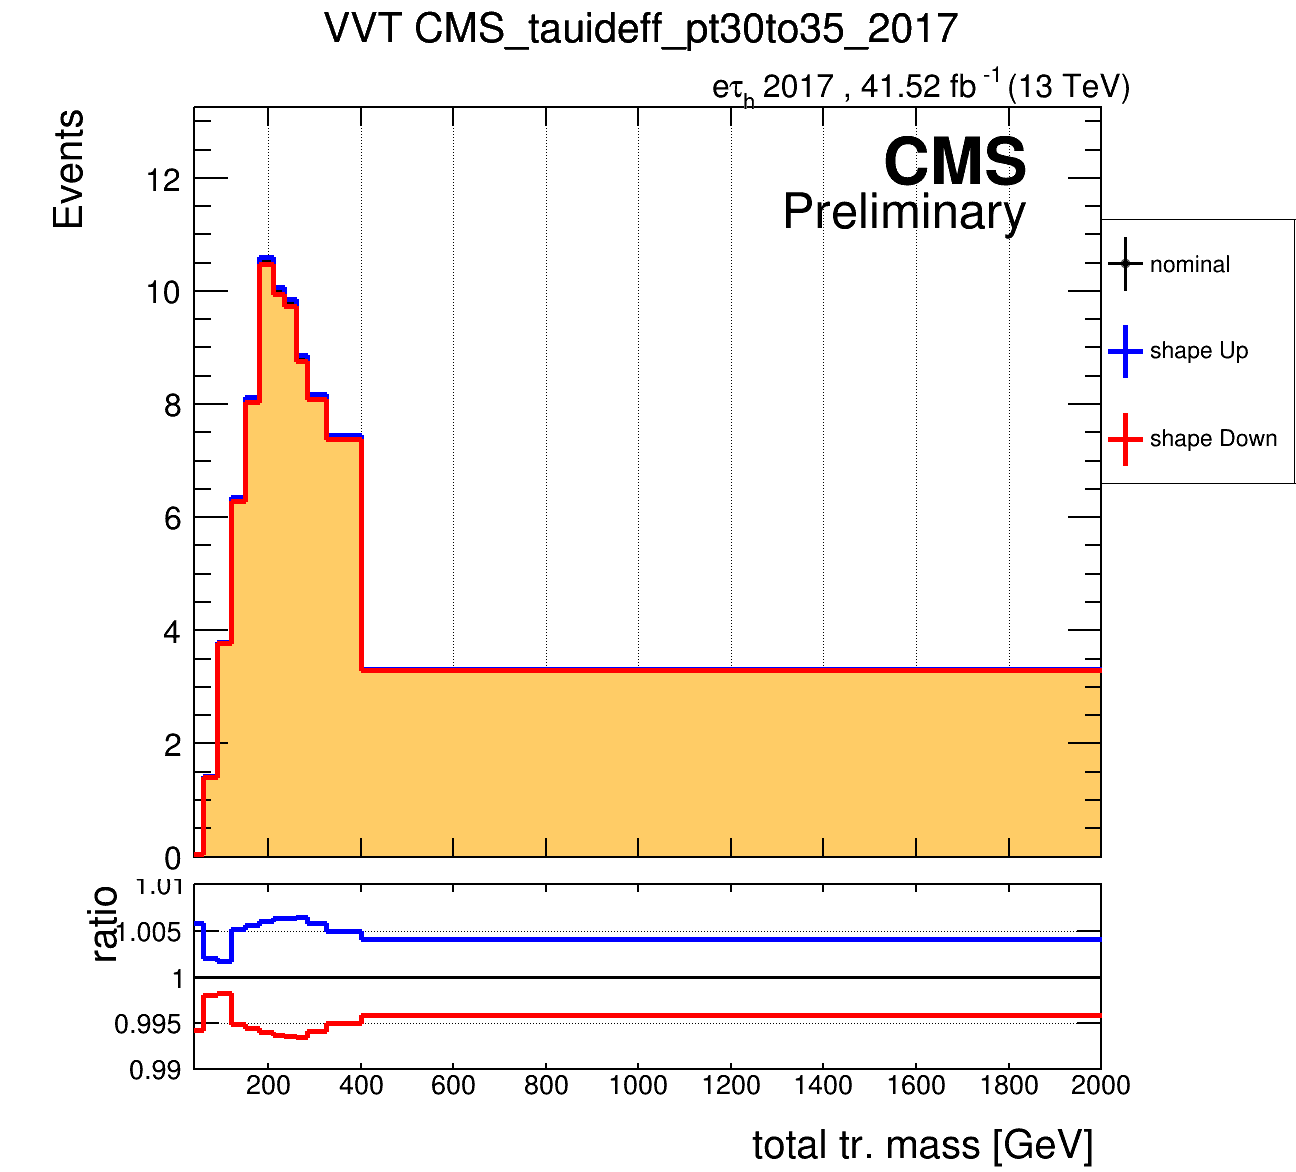 VVT CMS_tauideff_pt30to35_2017
eτh 2017 , 41.52 fb -1 (13 TeV)
Events
CMS
Preliminary
12
10
8
6
4
2
0
nominal
shape Up
shape Down
ratio
1.01
1.005
1
0.995
0.99
200 400 600 800 1000 1200 1400 1600 1800 2000
total tr. mass [GeV]